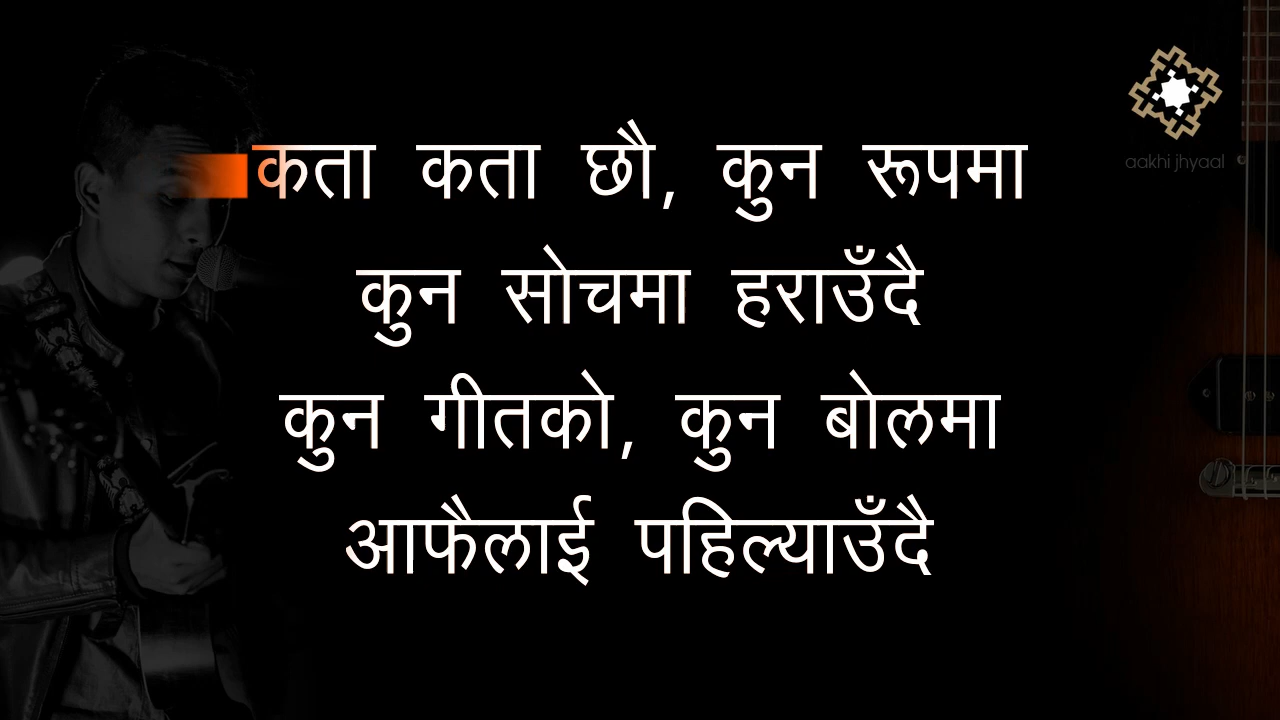 कता कता छौ, कुन रूपमा
कुन सोचमा हराउँदै
कुन गीतको, कुन बोलमा
आफैलाई पहिल्याउँदै
aakhi jhyaal